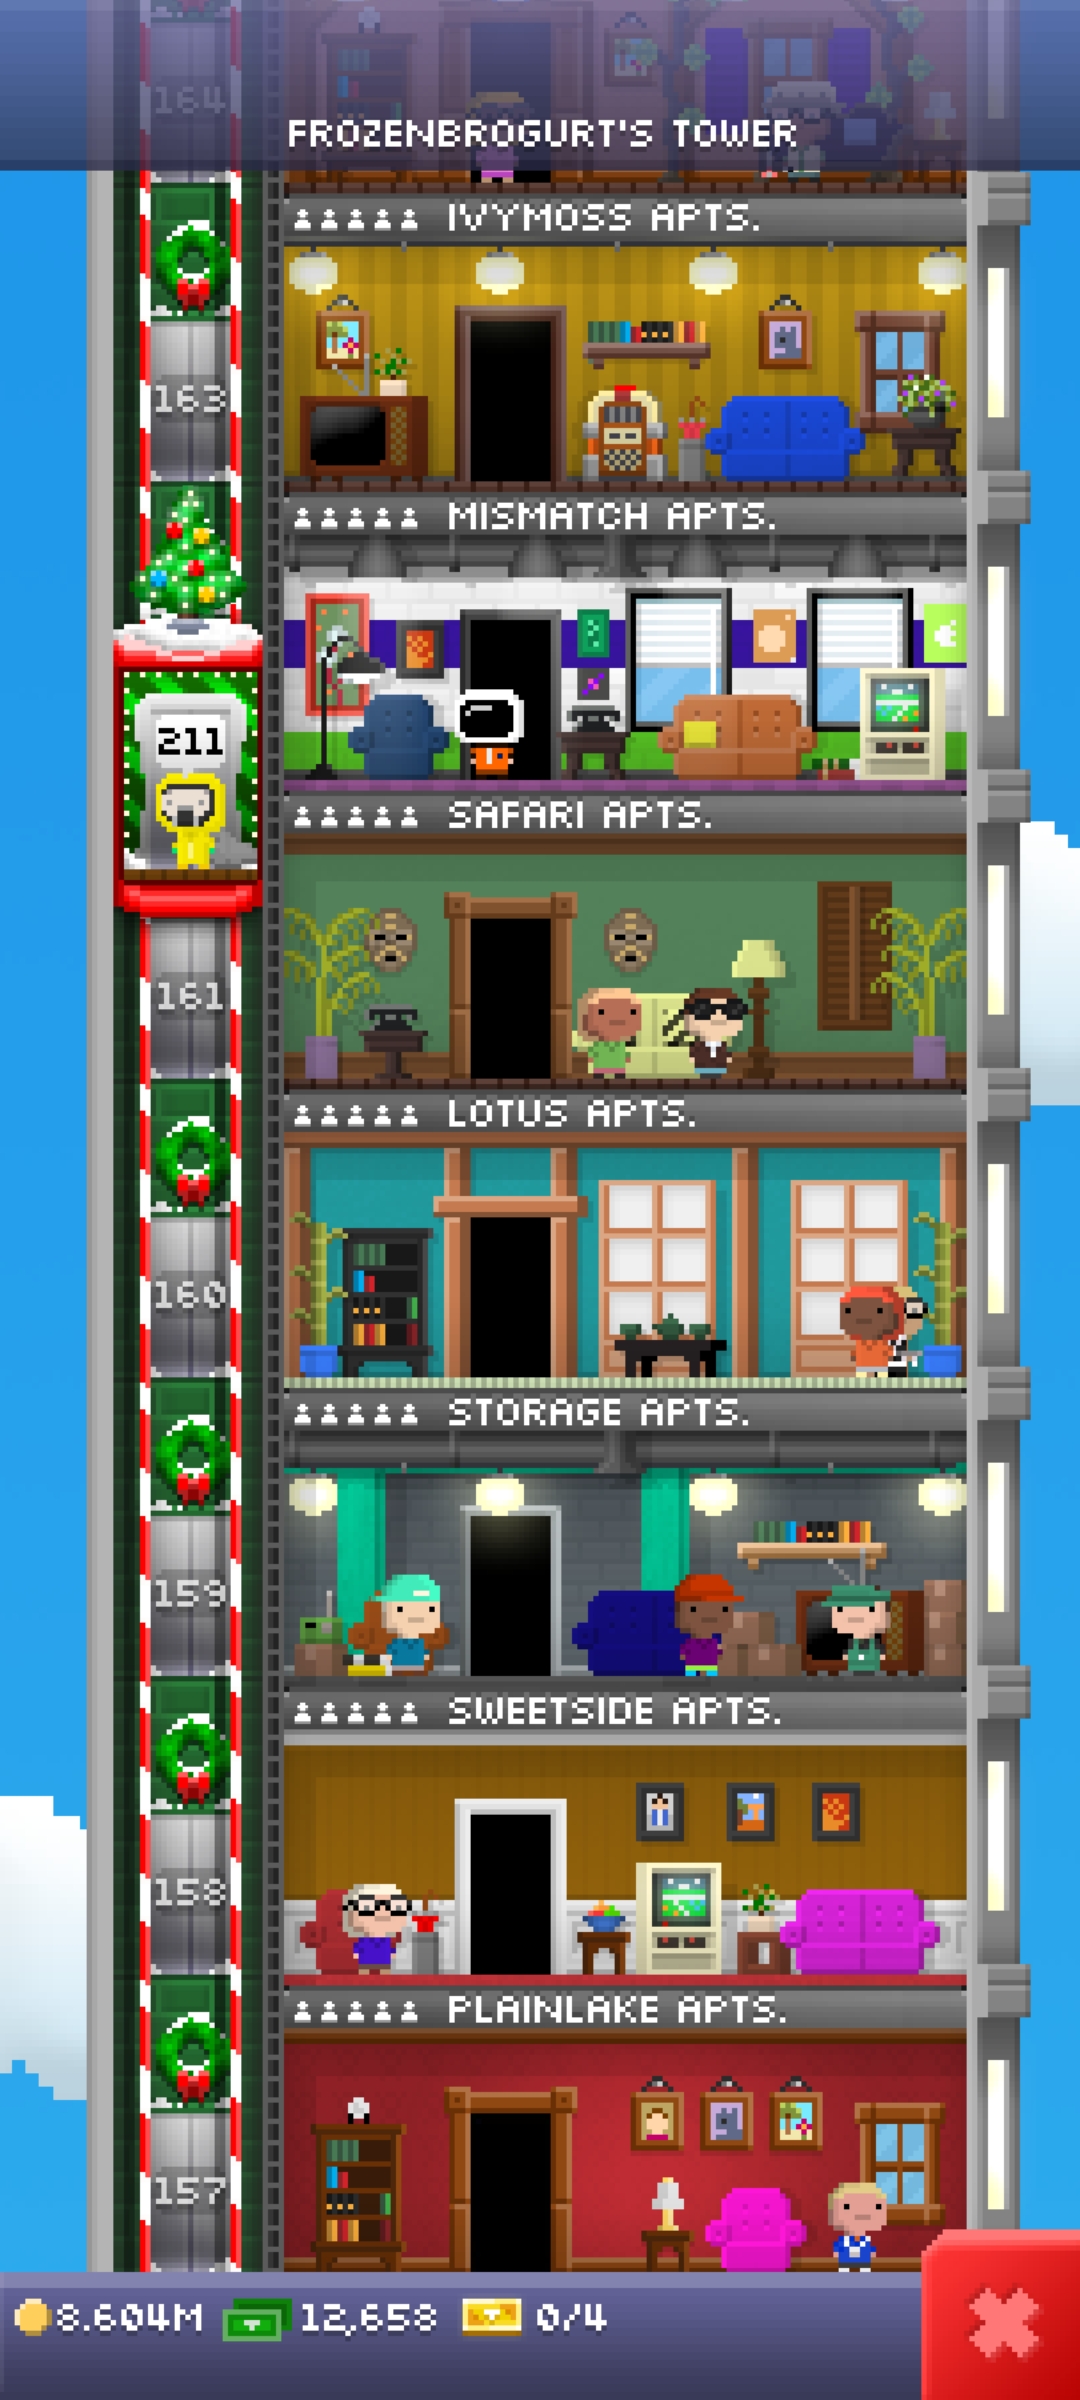 164
FROZENBROGURT'S TOWER
IVYMOSS APTS.
163
MISMATCH APTS.
211
SAFARI APTS.
161
LOTUS APTS.
160
STORAGE APTS.
159
SWEETSIDE APTS.
158
PLAINLAKE APTS.
157
8.604M 12,658 0/4